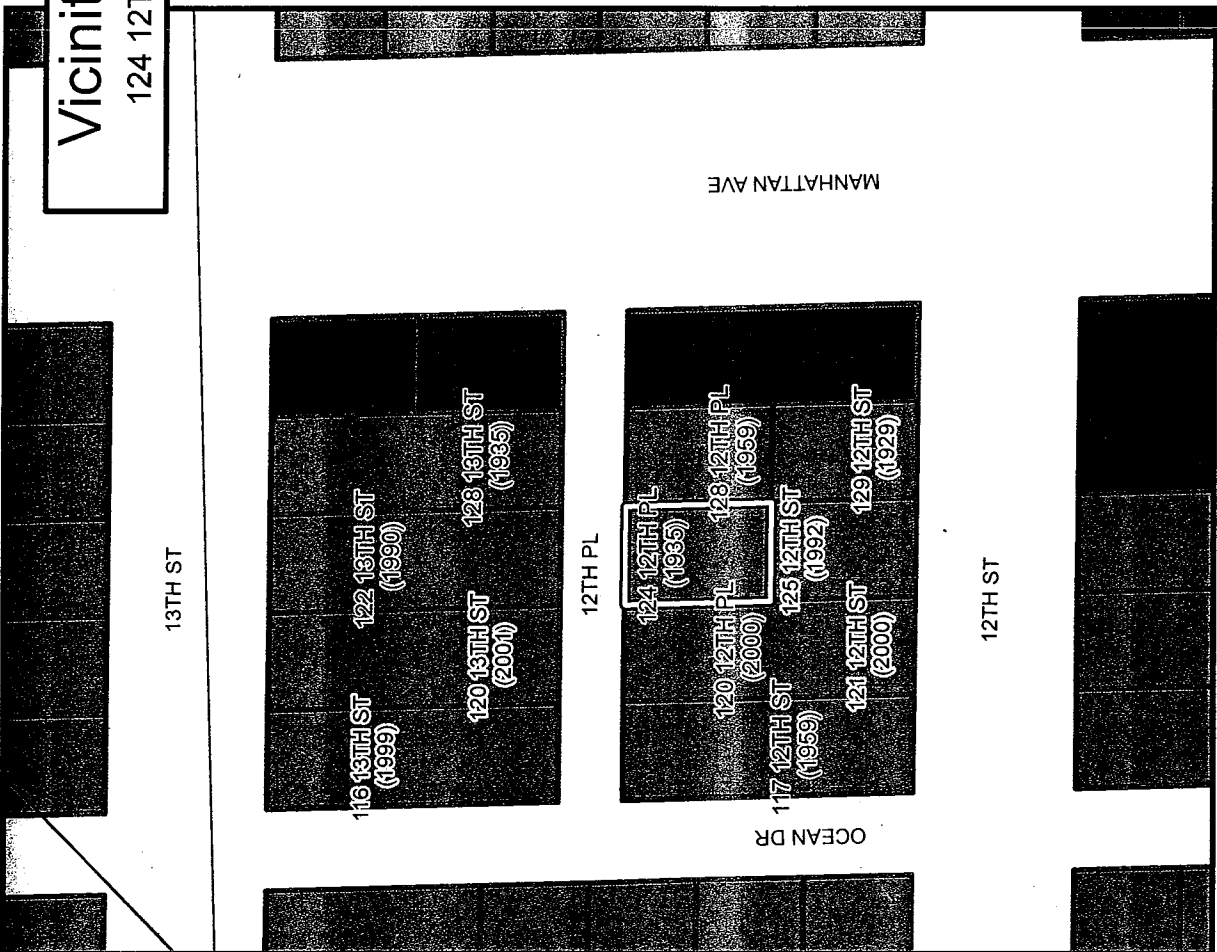 Vicinit
124 12T
MANHATTAN AVE
13TH ST
116 13TH ST
(1999)
122 13TH ST
(1990)
120 13TH ST
(2001)
128 13TH ST
(1935)
12TH PL
124 12TH PL
(1935)
120 12TH PL
(2000)
128 12TH PL
(1959)
117 12TH ST
(1959)
125 12TH ST
(1992)
121 12TH ST
(2000)
129 12TH ST
(1929)
OCEAN DR
12TH ST